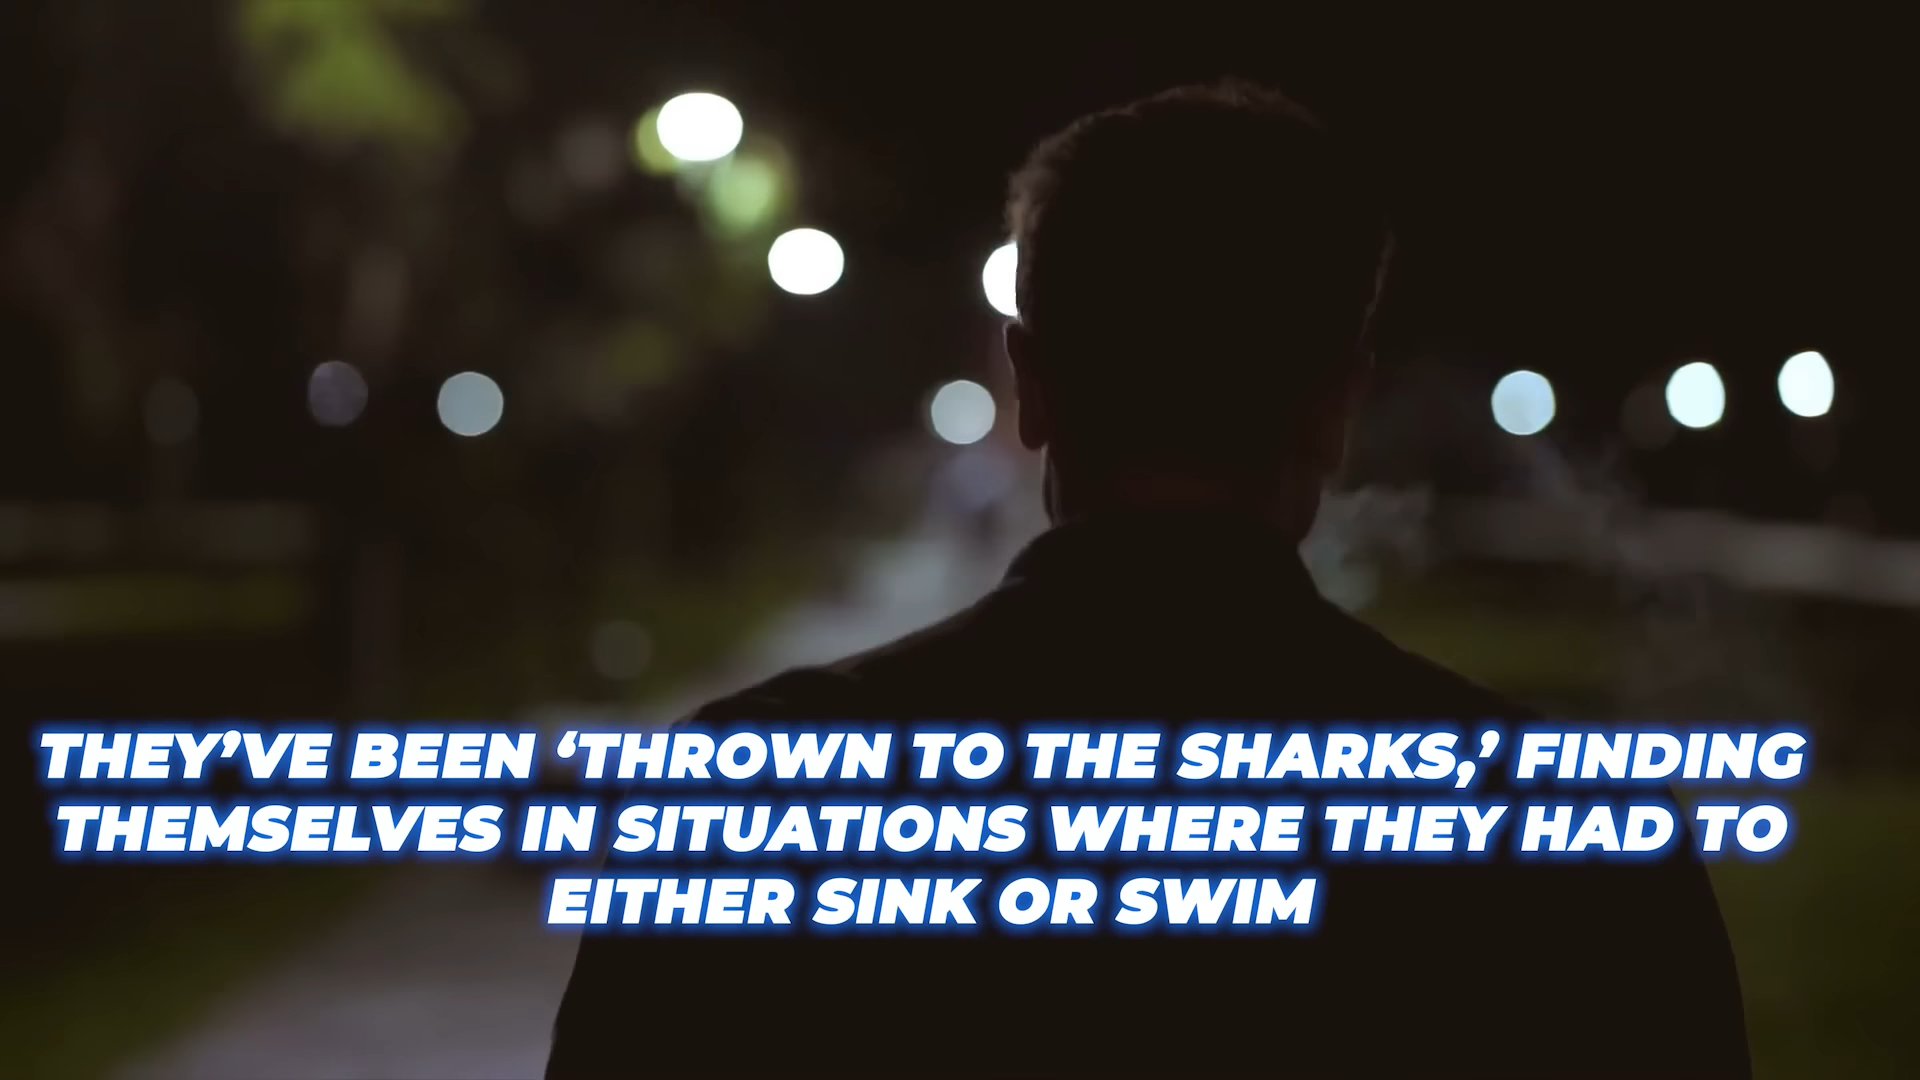 THEY’VE BEEN ‘THROWN TO THE SHARKS,’ FINDING
THEMSELVES IN SITUATIONS WHERE THEY HAD TO
EITHER SINK OR SWIM